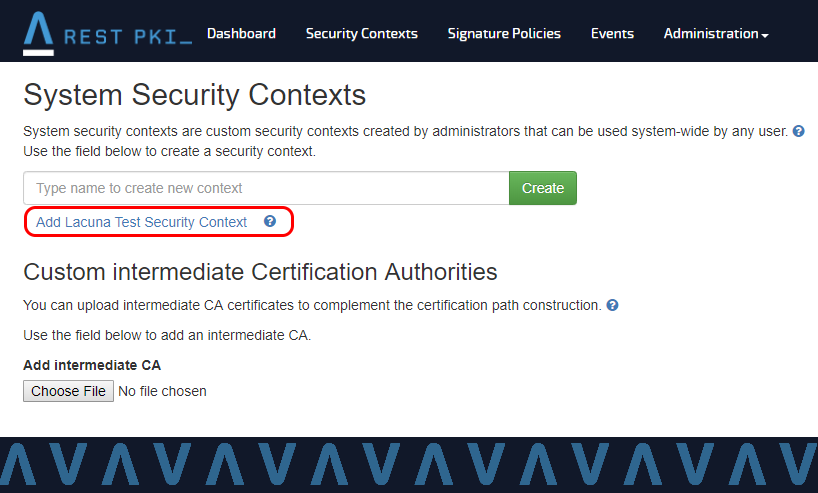 REST PKI_ Dashboard Security Contexts Signature Policies Events Administration
System Security Contexts
System security contexts are custom security contexts created by administrators that can be used system-wide by any user. ?
Use the field below to create a security context.
Type name to create new context Create
Add Lacuna Test Security Context ?
Custom intermediate Certification Authorities
You can upload intermediate CA certificates to complement the certification path construction. ?
Use the field below to add an intermediate CA.
Add intermediate CA
Choose File No file chosen